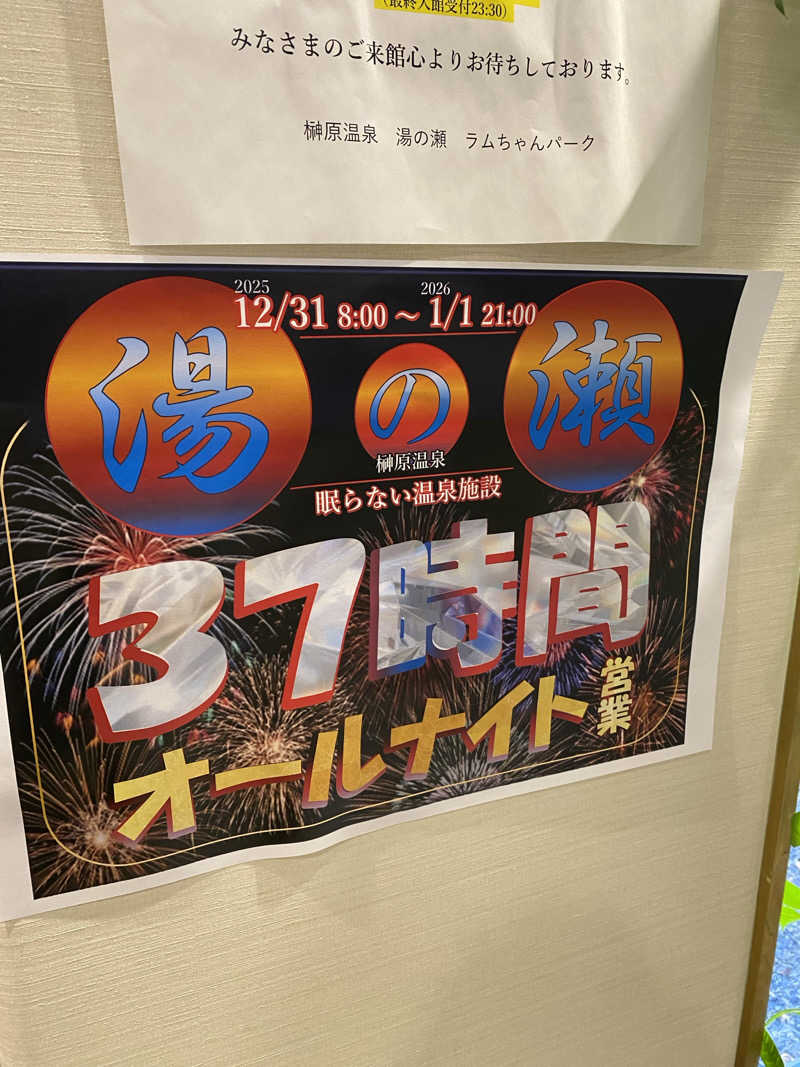 (最終入館受付23:30)
みなさまのご来館心よりお待ちしております。
榊原温泉　湯の瀬　ラムちゃんパーク
2025 2026
12/31 8:00 ～ 1/1 21:00
湯の瀬
榊原温泉
眠らない温泉施設
37時間
オールナイト営業